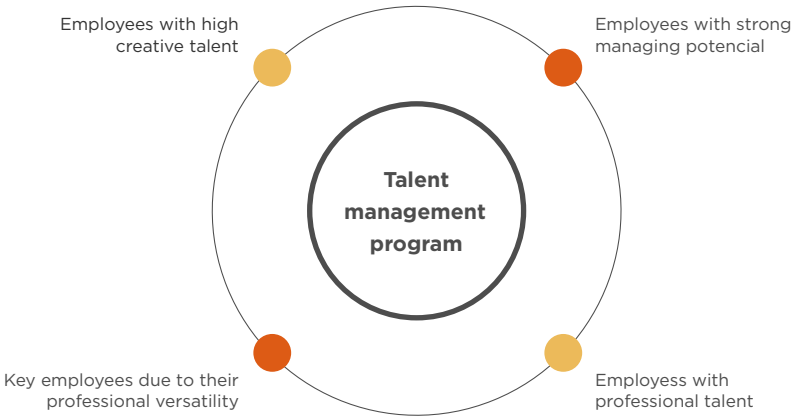 Employees with high
creative talent
Employees with strong
managing potencial
Talent
management
program
Key employees due to their
professional versatility
Employess with
professional talent